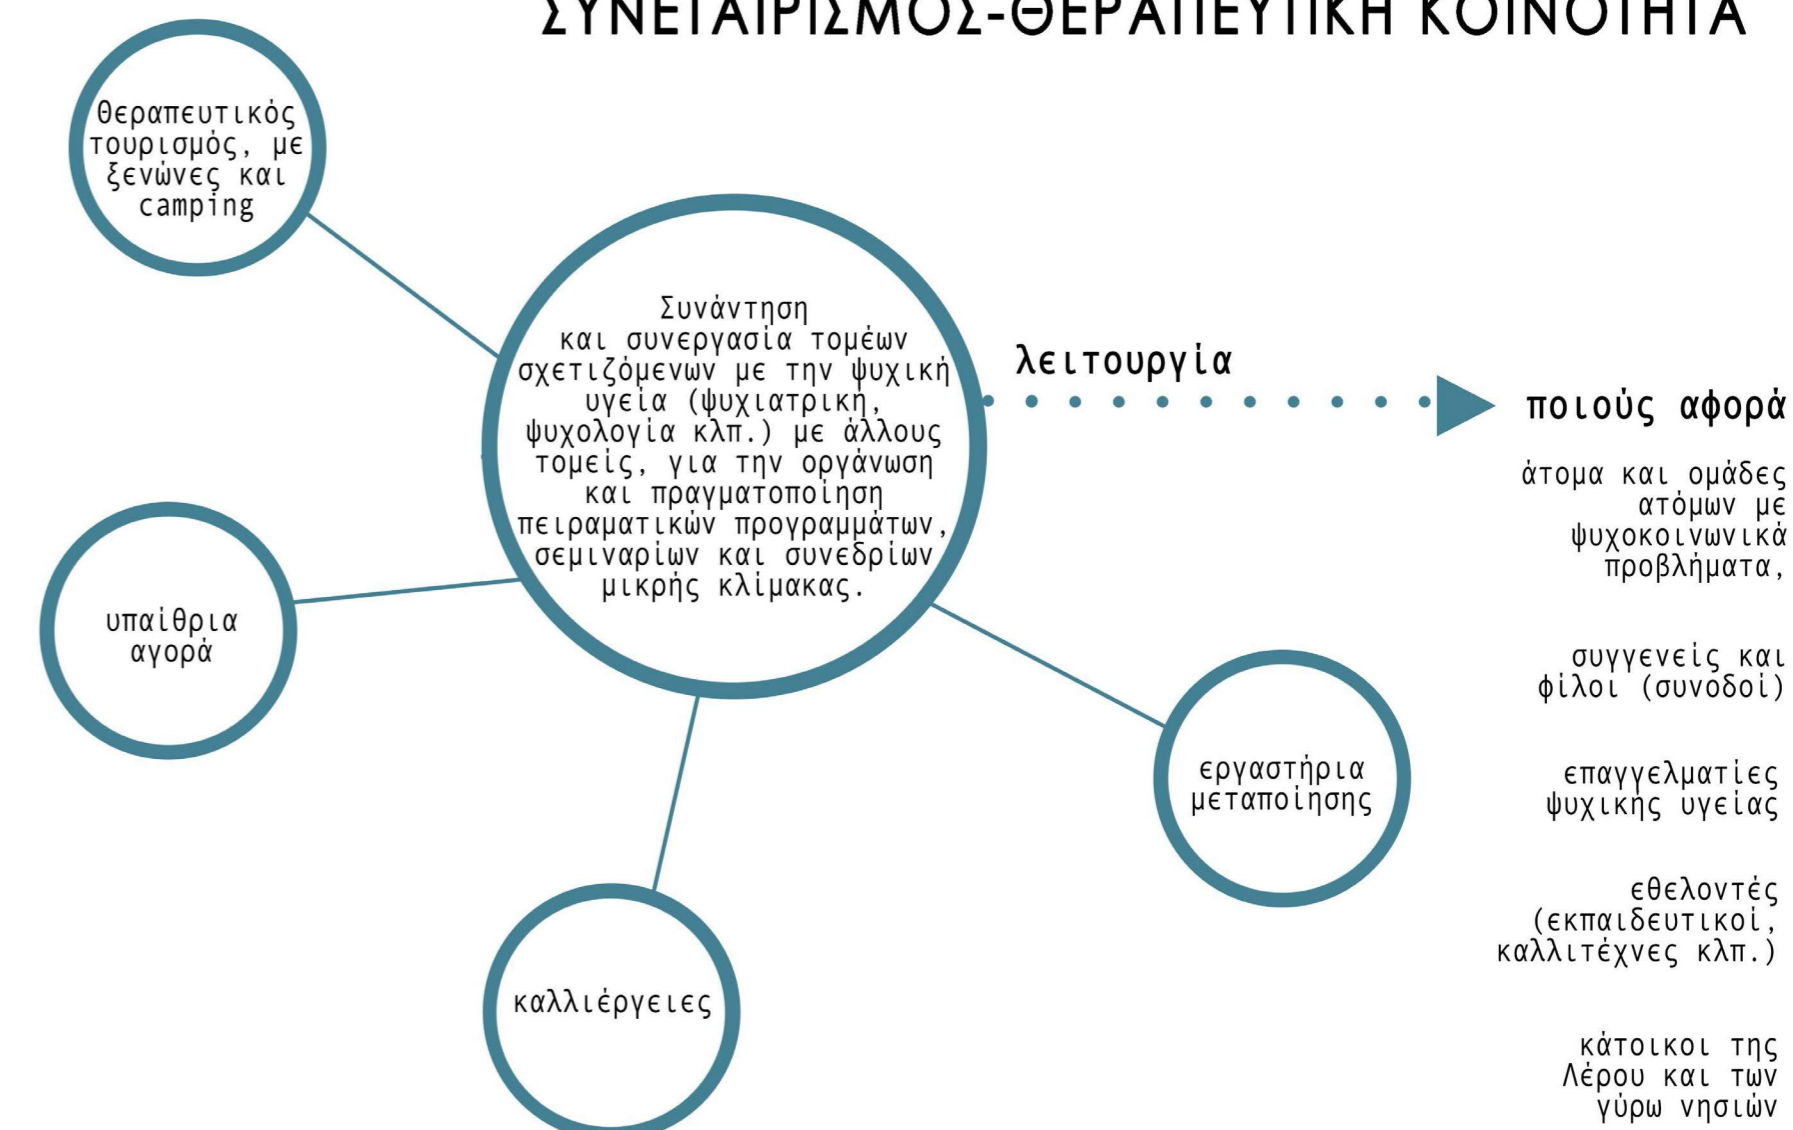 ΣΥΝΕΤΑΙΡΙΣΜΟΣ-ΘΕΡΑΠΕΥΤΙΚΗ ΚΟΙΝΟΤΗΤΑ
θεραπευτικός
τουρισμός, με
ξενώνες και
camping
Συνάντηση
και συνεργασία τομέων
σχετιζόμενων με την ψυχική
υγεία (ψυχιατρική,
ψυχολογία κλπ.) με άλλους
τομείς, για την οργάνωση
και πραγματοποίηση
πειραματικών προγραμμάτων,
σεμιναρίων και συνεδρίων
μικρής κλίμακας.
λειτουργία
ποιούς αφορά
άτομα και ομάδες
ατόμων με
ψυχοκοινωνικά
προβλήματα,
συγγενείς και
φίλοι (συνοδοί)
επαγγελματίες
ψυχικής υγείας
εθελοντές
(εκπαιδευτικοί,
καλλιτέχνες κλπ.)
κάτοικοι της
Λέρου και των
γύρω νησιών
υπαίθρια
αγορά
εργαστήρια
μεταποίησης
καλλιέργειες